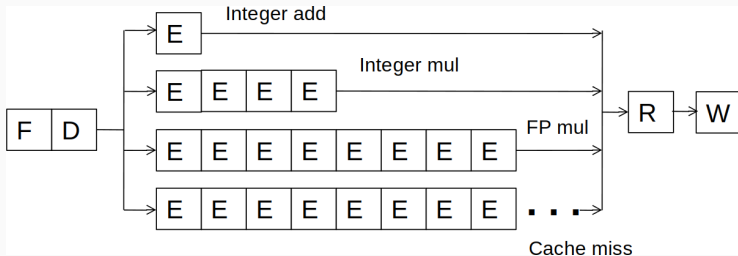 Integer add
E
Integer mul
E E E E
F D
R W
FP mul
E E E E E E E E
E E E E E E E E . . .
Cache miss